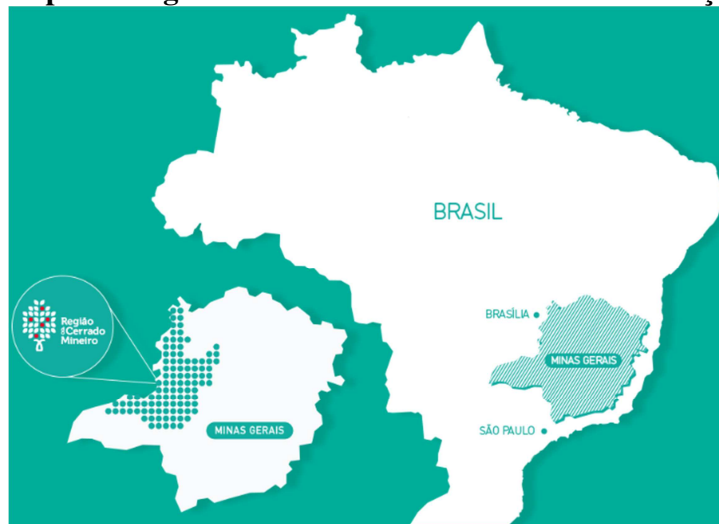 BRASIL
BRASÍLIA
MINAS GERAIS
SÃO PAULO
Região
do Cerrado
Mineiro
MINAS GERAIS